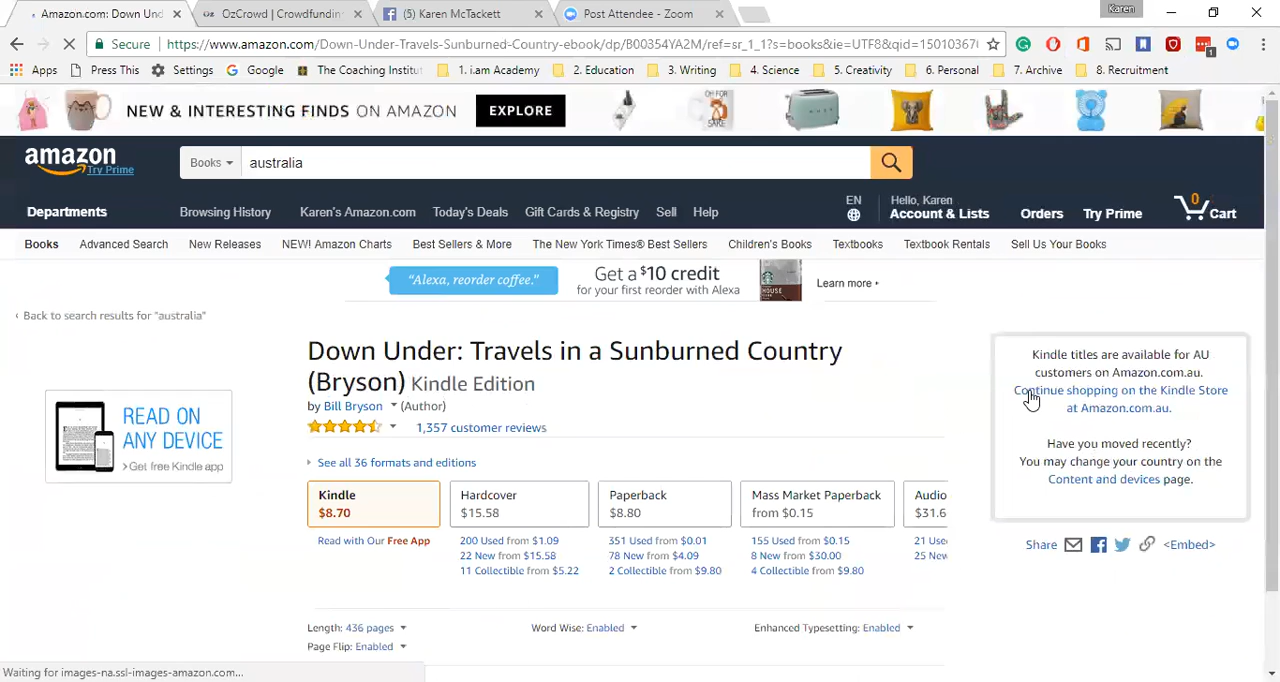 Amazon.com: Down Und
OzCrowd | Crowdfundin
(5) Karen McTackett
Post Attendee - Zoom
Karen
Secure
https://www.amazon.com/Down-Under-Travels-Sunburned-Country-ebook/dp/B00354YA2M/ref=sr_1_1?s=books&ie=UTF8&qid=150103670
Apps
Press This
Settings
Google
The Coaching Institut
1. i.am Academy
2. Education
3. Writing
4. Science
5. Creativity
6. Personal
7. Archive
8. Recruitment
NEW & INTERESTING FINDS ON AMAZON
EXPLORE
amazon
Try Prime
Books
australia
Departments
Browsing History
Karen's Amazon.com
Today's Deals
Gift Cards & Registry
Sell
Help
EN
Hello, Karen
Account & Lists
Orders
Try Prime
0
Cart
Books
Advanced Search
New Releases
NEW! Amazon Charts
Best Sellers & More
The New York Times® Best Sellers
Children's Books
Textbooks
Textbook Rentals
Sell Us Your Books
"Alexa, reorder coffee."
Get a $10 credit
for your first reorder with Alexa
Learn more
‹ Back to search results for "australia"
READ ON
ANY DEVICE
›Get free Kindle app
Down Under: Travels in a Sunburned Country
(Bryson) Kindle Edition
by Bill Bryson (Author)
1,357 customer reviews
See all 36 formats and editions
Kindle
$8.70
Read with Our Free App
Hardcover
$15.58
200 Used from $1.09
22 New from $15.58
11 Collectible from $5.22
Paperback
$8.80
351 Used from $0.01
78 New from $4.09
2 Collectible from $9.80
Mass Market Paperback
from $0.15
155 Used from $0.15
8 New from $30.00
4 Collectible from $9.80
Audio
$31.6
21 Used
25 New
Length: 436 pages
Word Wise: Enabled
Enhanced Typesetting: Enabled
Page Flip: Enabled
Kindle titles are available for AU
customers on Amazon.com.au.
Continue shopping on the Kindle Store
at Amazon.com.au.
Have you moved recently?
You may change your country on the
Content and devices page.
Share
<Embed>
Waiting for images-na.ssl-images-amazon.com...